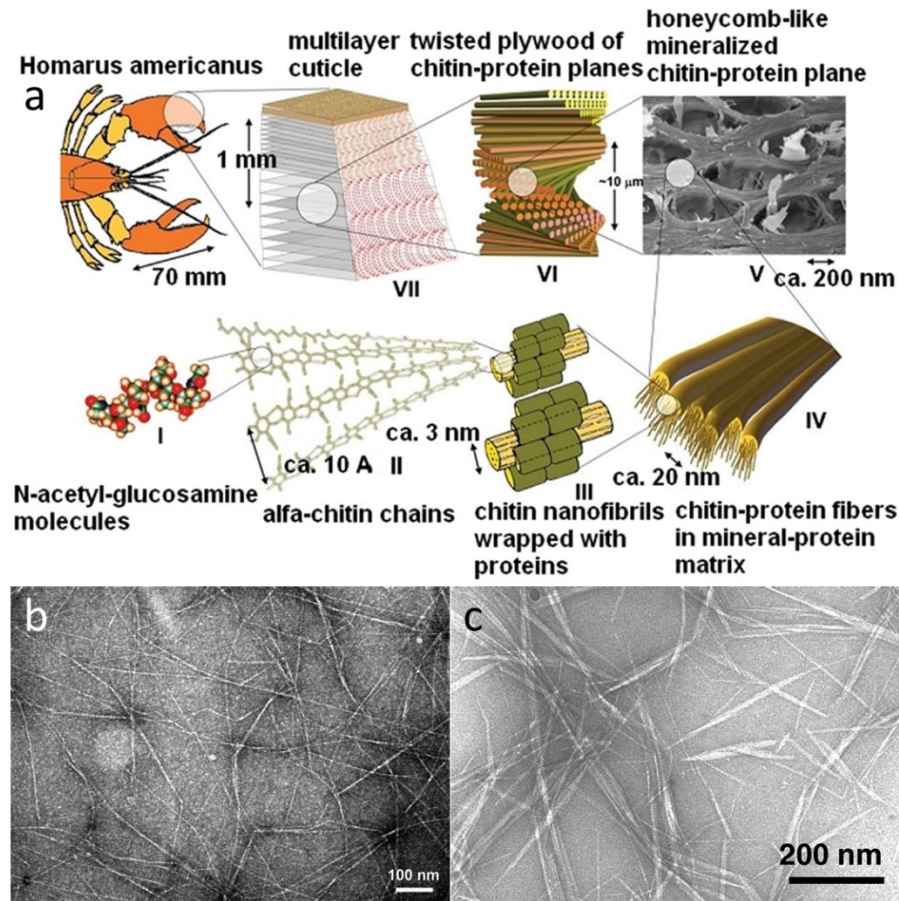 Homarus americanus
multilayer
cuticle
twisted plywood of
chitin-protein planes
honeycomb-like
mineralized
chitin-protein plane
a
1 mm
70 mm
VII
~10 µm
VI
V
ca. 200 nm
I
N-acetyl-glucosamine
molecules
ca. 10 A
II
alfa-chitin chains
ca. 3 nm
III
chitin nanofibrils
wrapped with
proteins
IV
ca. 20 nm
chitin-protein fibers
in mineral-protein
matrix
b
100 nm
c
200 nm